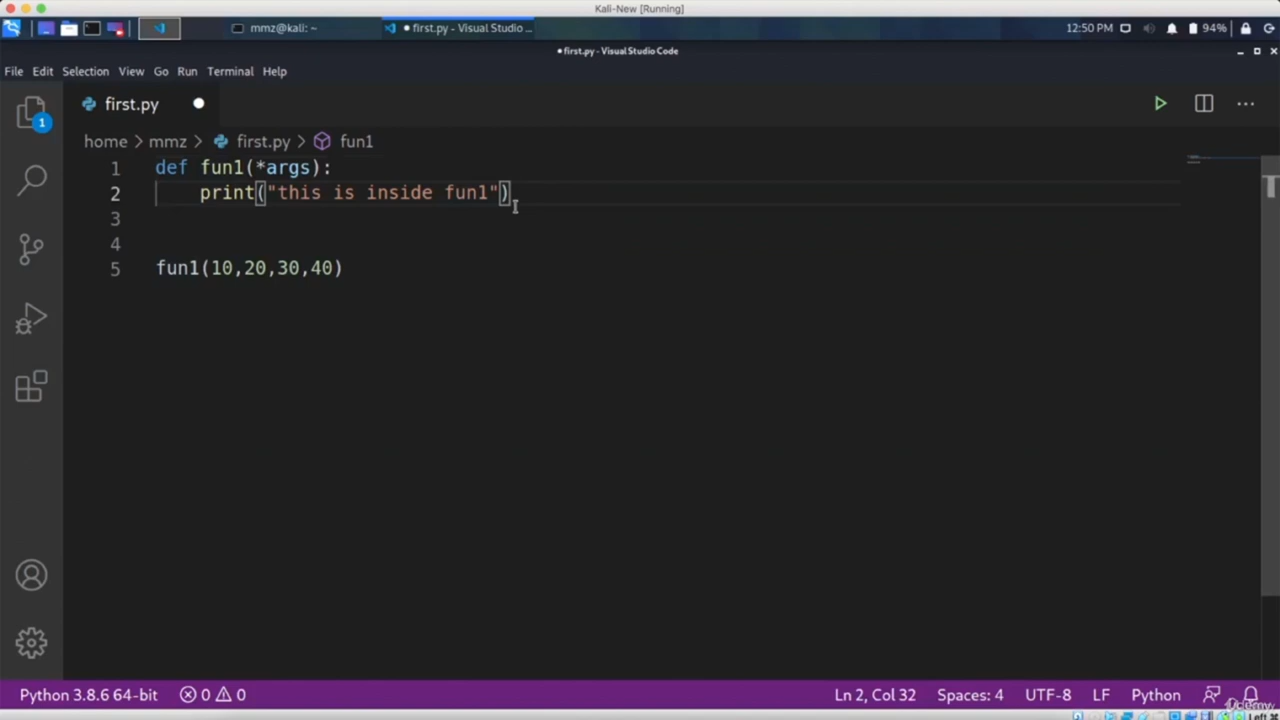 Kali-New [Running]
mmz@kali: ~
first.py - Visual Studio ...
12:50 PM
94%
first.py - Visual Studio Code
File Edit Selection View Go Run Terminal Help
1
first.py
home > mmz > first.py > fun1
1 def fun1(*args):
2 print("this is inside fun1")
3
4
5 fun1(10,20,30,40)
Python 3.8.6 64-bit
0 0
Ln 2, Col 32
Spaces: 4
UTF-8
LF
Python
Udemy
Left ⌘